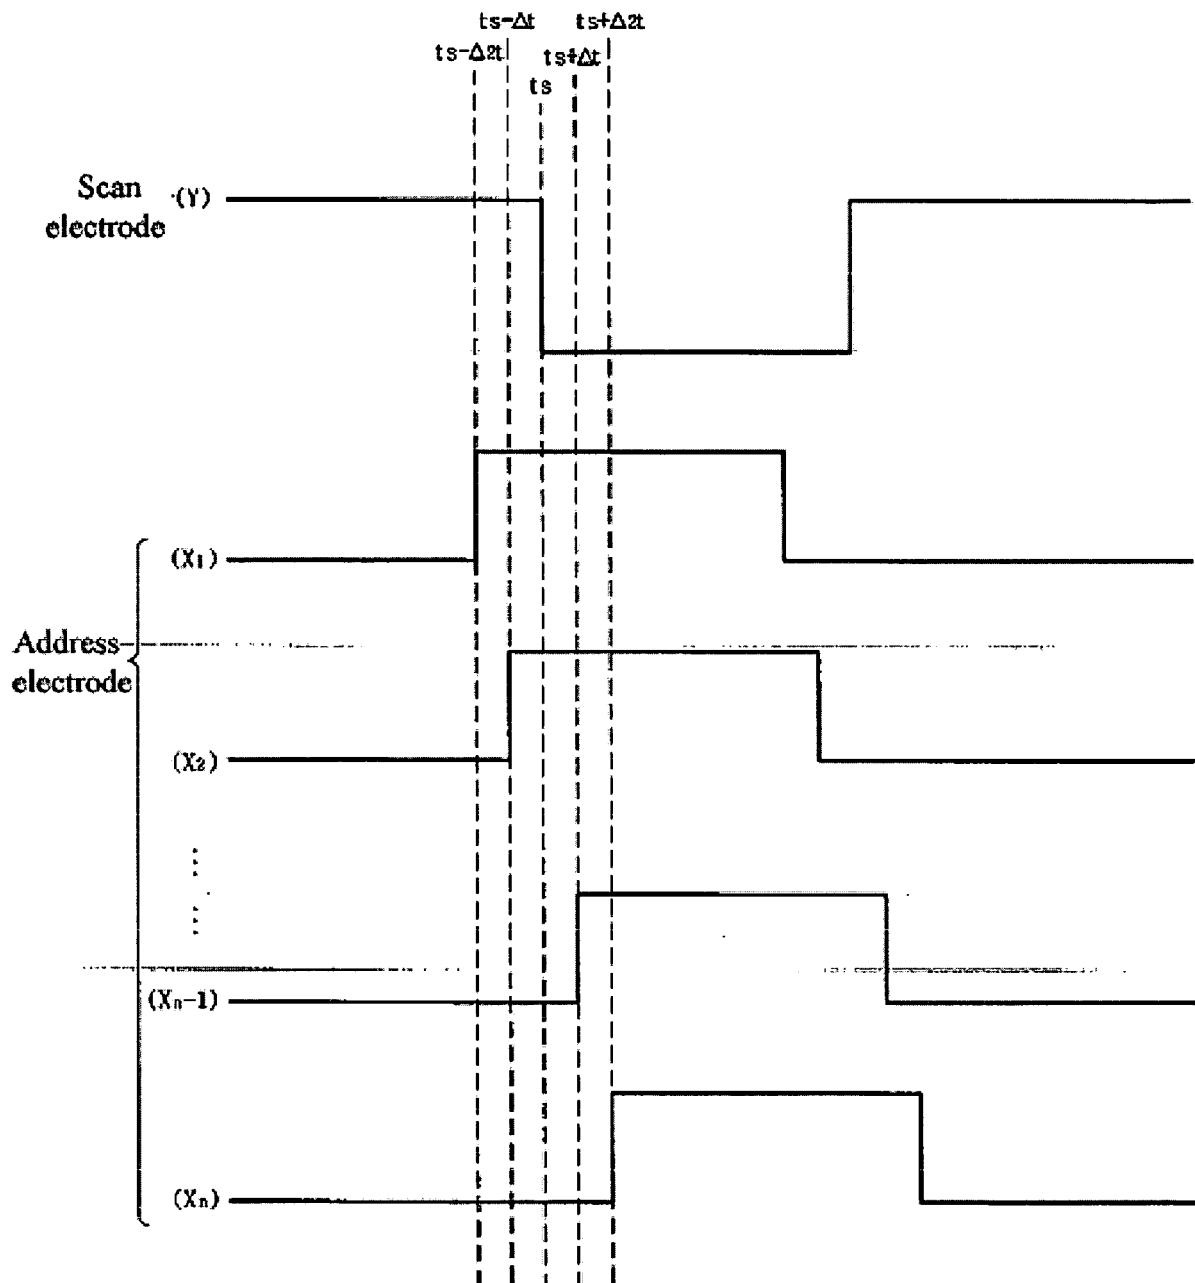 ts-Δt ts+Δ2t
ts-Δ2t ts+Δt
ts
Scan
electrode (Y)
(X1)
Address
electrode
(X2)
(Xn-1)
(Xn)